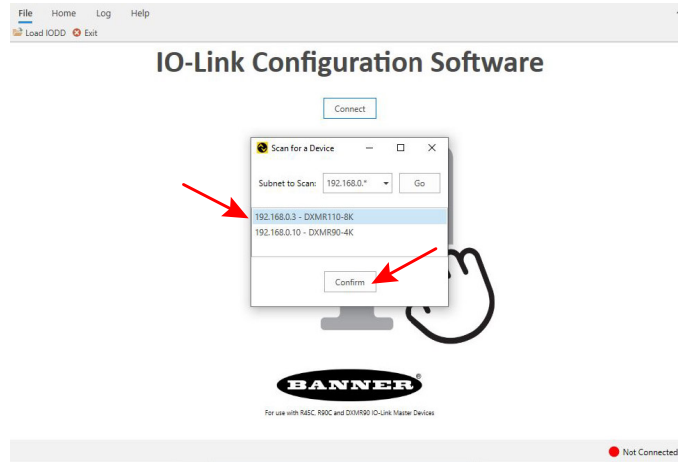 File Home Log Help
Load IODD Exit
IO-Link Configuration Software
Connect
Scan for a Device
Subnet to Scan: 192.168.0.* Go
192.168.0.3 - DXMR110-8K
192.168.0.10 - DXMR90-4K
Confirm
BANNER®
For use with R45C, R90C and DXMR90 IO-Link Master Devices
Not Connected